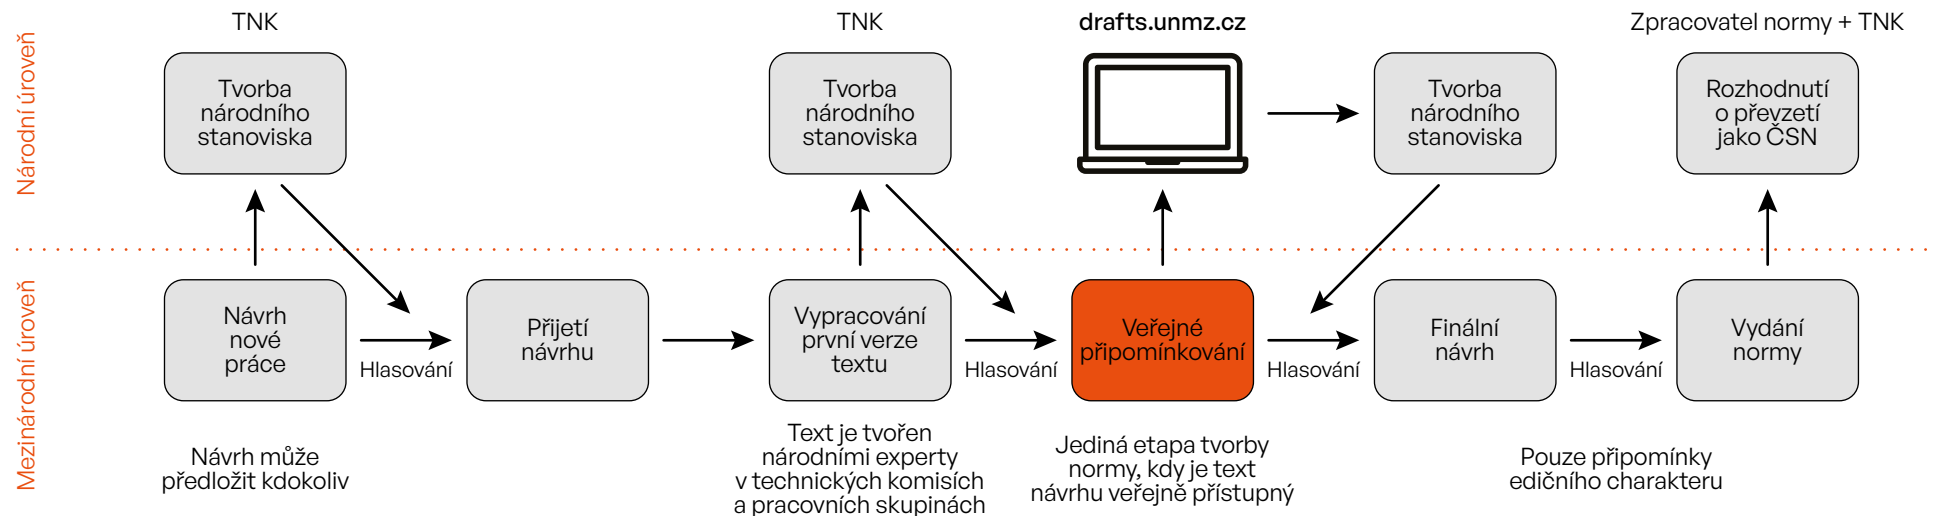 Národní úroveň
TNK
TNK
drafts.unmz.cz
Zpracovatel normy + TNK
Tvorba
národního
stanoviska
Tvorba
národního
stanoviska
Tvorba
národního
stanoviska
Rozhodnutí
o převzetí
jako ČSN
Mezinárodní úroveň
Návrh
nové
práce
Hlasování
Přijetí
návrhu
Vypracování
první verze
textu
Hlasování
Veřejné
připomínkování
Hlasování
Finální
návrh
Hlasování
Vydání
normy
Návrh může
předložit kdokoliv
Text je tvořen
národními experty
v technických komisích
a pracovních skupinách
Jediná etapa tvorby
normy, kdy je text
návrhu veřejně přístupný
Pouze připomínky
edičního charakteru